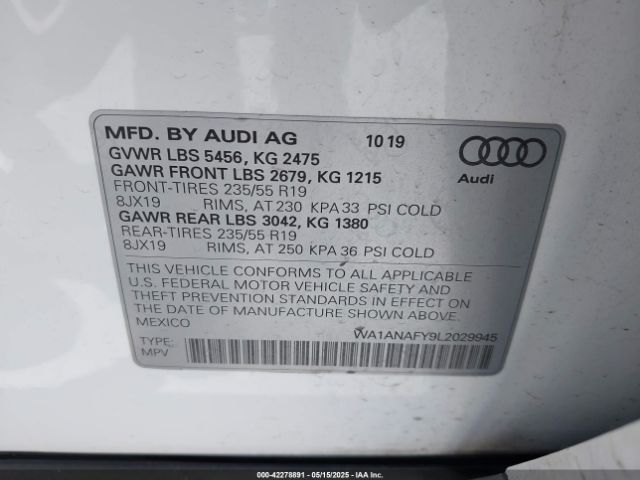 MFD. BY AUDI AG 10 19
GVWR LBS 5456, KG 2475
GAWR FRONT LBS 2679, KG 1215
FRONT-TIRES 235/55 R19
8JX19 RIMS, AT 230 KPA 33 PSI COLD
GAWR REAR LBS 3042, KG 1380
REAR-TIRES 235/55 R19
8JX19 RIMS, AT 250 KPA 36 PSI COLD
Audi
THIS VEHICLE CONFORMS TO ALL APPLICABLE
U.S. FEDERAL MOTOR VEHICLE SAFETY AND
THEFT PREVENTION STANDARDS IN EFFECT ON
THE DATE OF MANUFACTURE SHOWN ABOVE.
MEXICO WA1ANAFY9L2029945
TYPE:
MPV
000-42278891 - 05/15/2025 - IAA